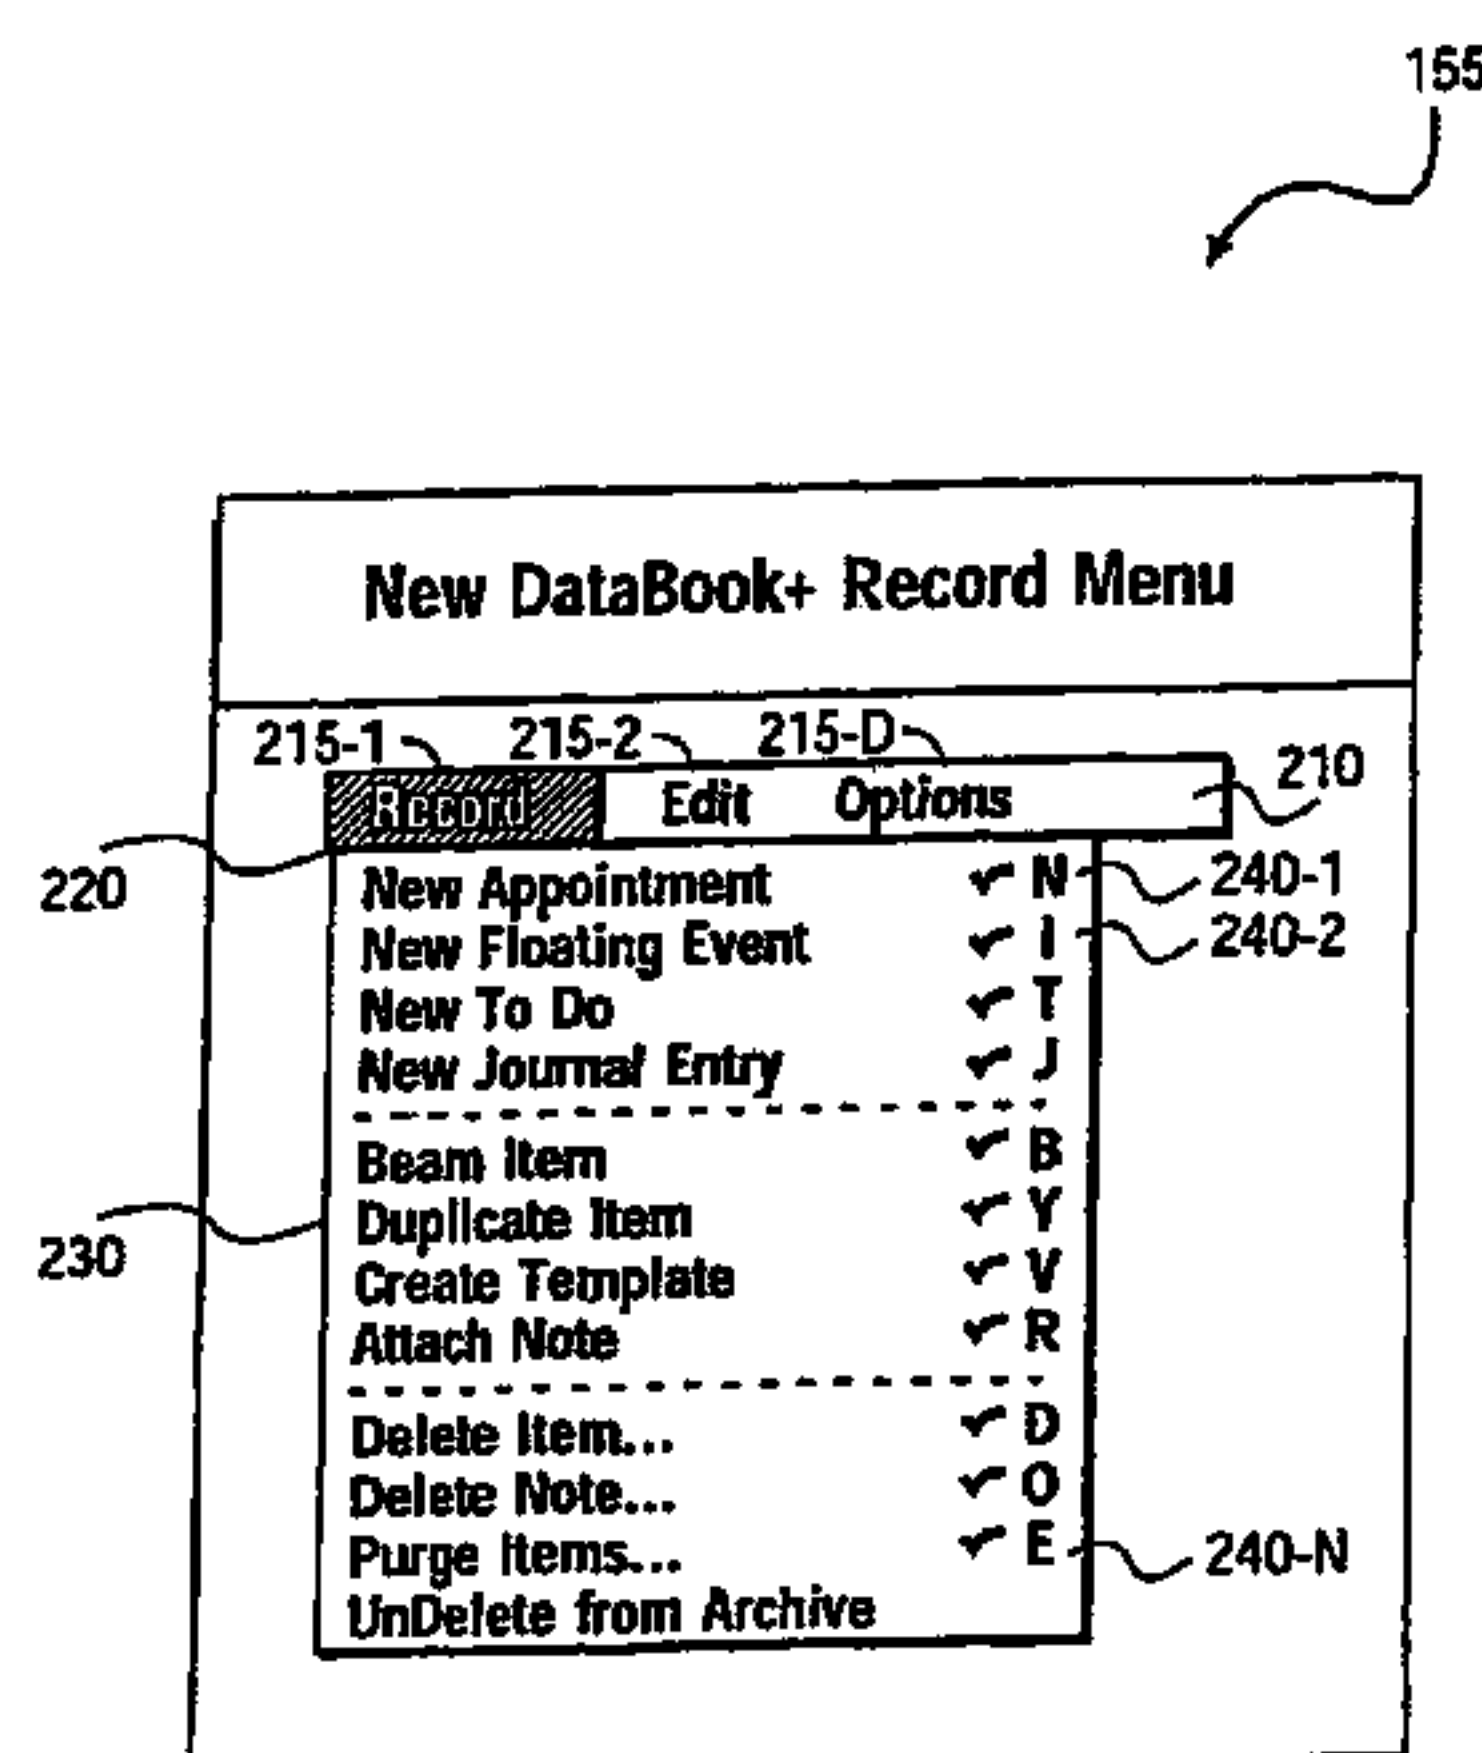 155
New DataBook+ Record Menu
215-1 215-2 215-D
Record Edit Options 210
220
New Appointment ✓ N 240-1
New Floating Event ✓ I 240-2
New To Do ✓ T
New Journal Entry ✓ J
Beam Item ✓ B
Duplicate Item ✓ Y
230
Create Template ✓ V
Attach Note ✓ R
Delete Item... ✓ D
Delete Note... ✓ O
Purge Items... ✓ E 240-N
UnDelete from Archive